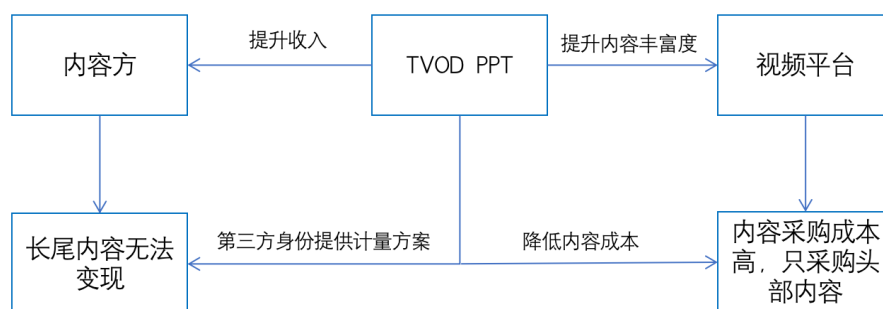 提升收入
提升内容丰富度
内容方
TVOD PPT
视频平台
长尾内容无法
变现
第三方身份提供计量方案
降低内容成本
内容采购成本
高，只采购头
部内容